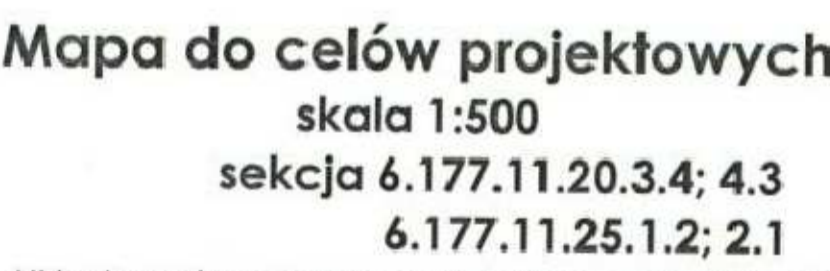 Mapa do celów projektowych
skala 1:500
sekcja 6.177.11.20.3.4; 4.3
6.177.11.25.1.2; 2.1